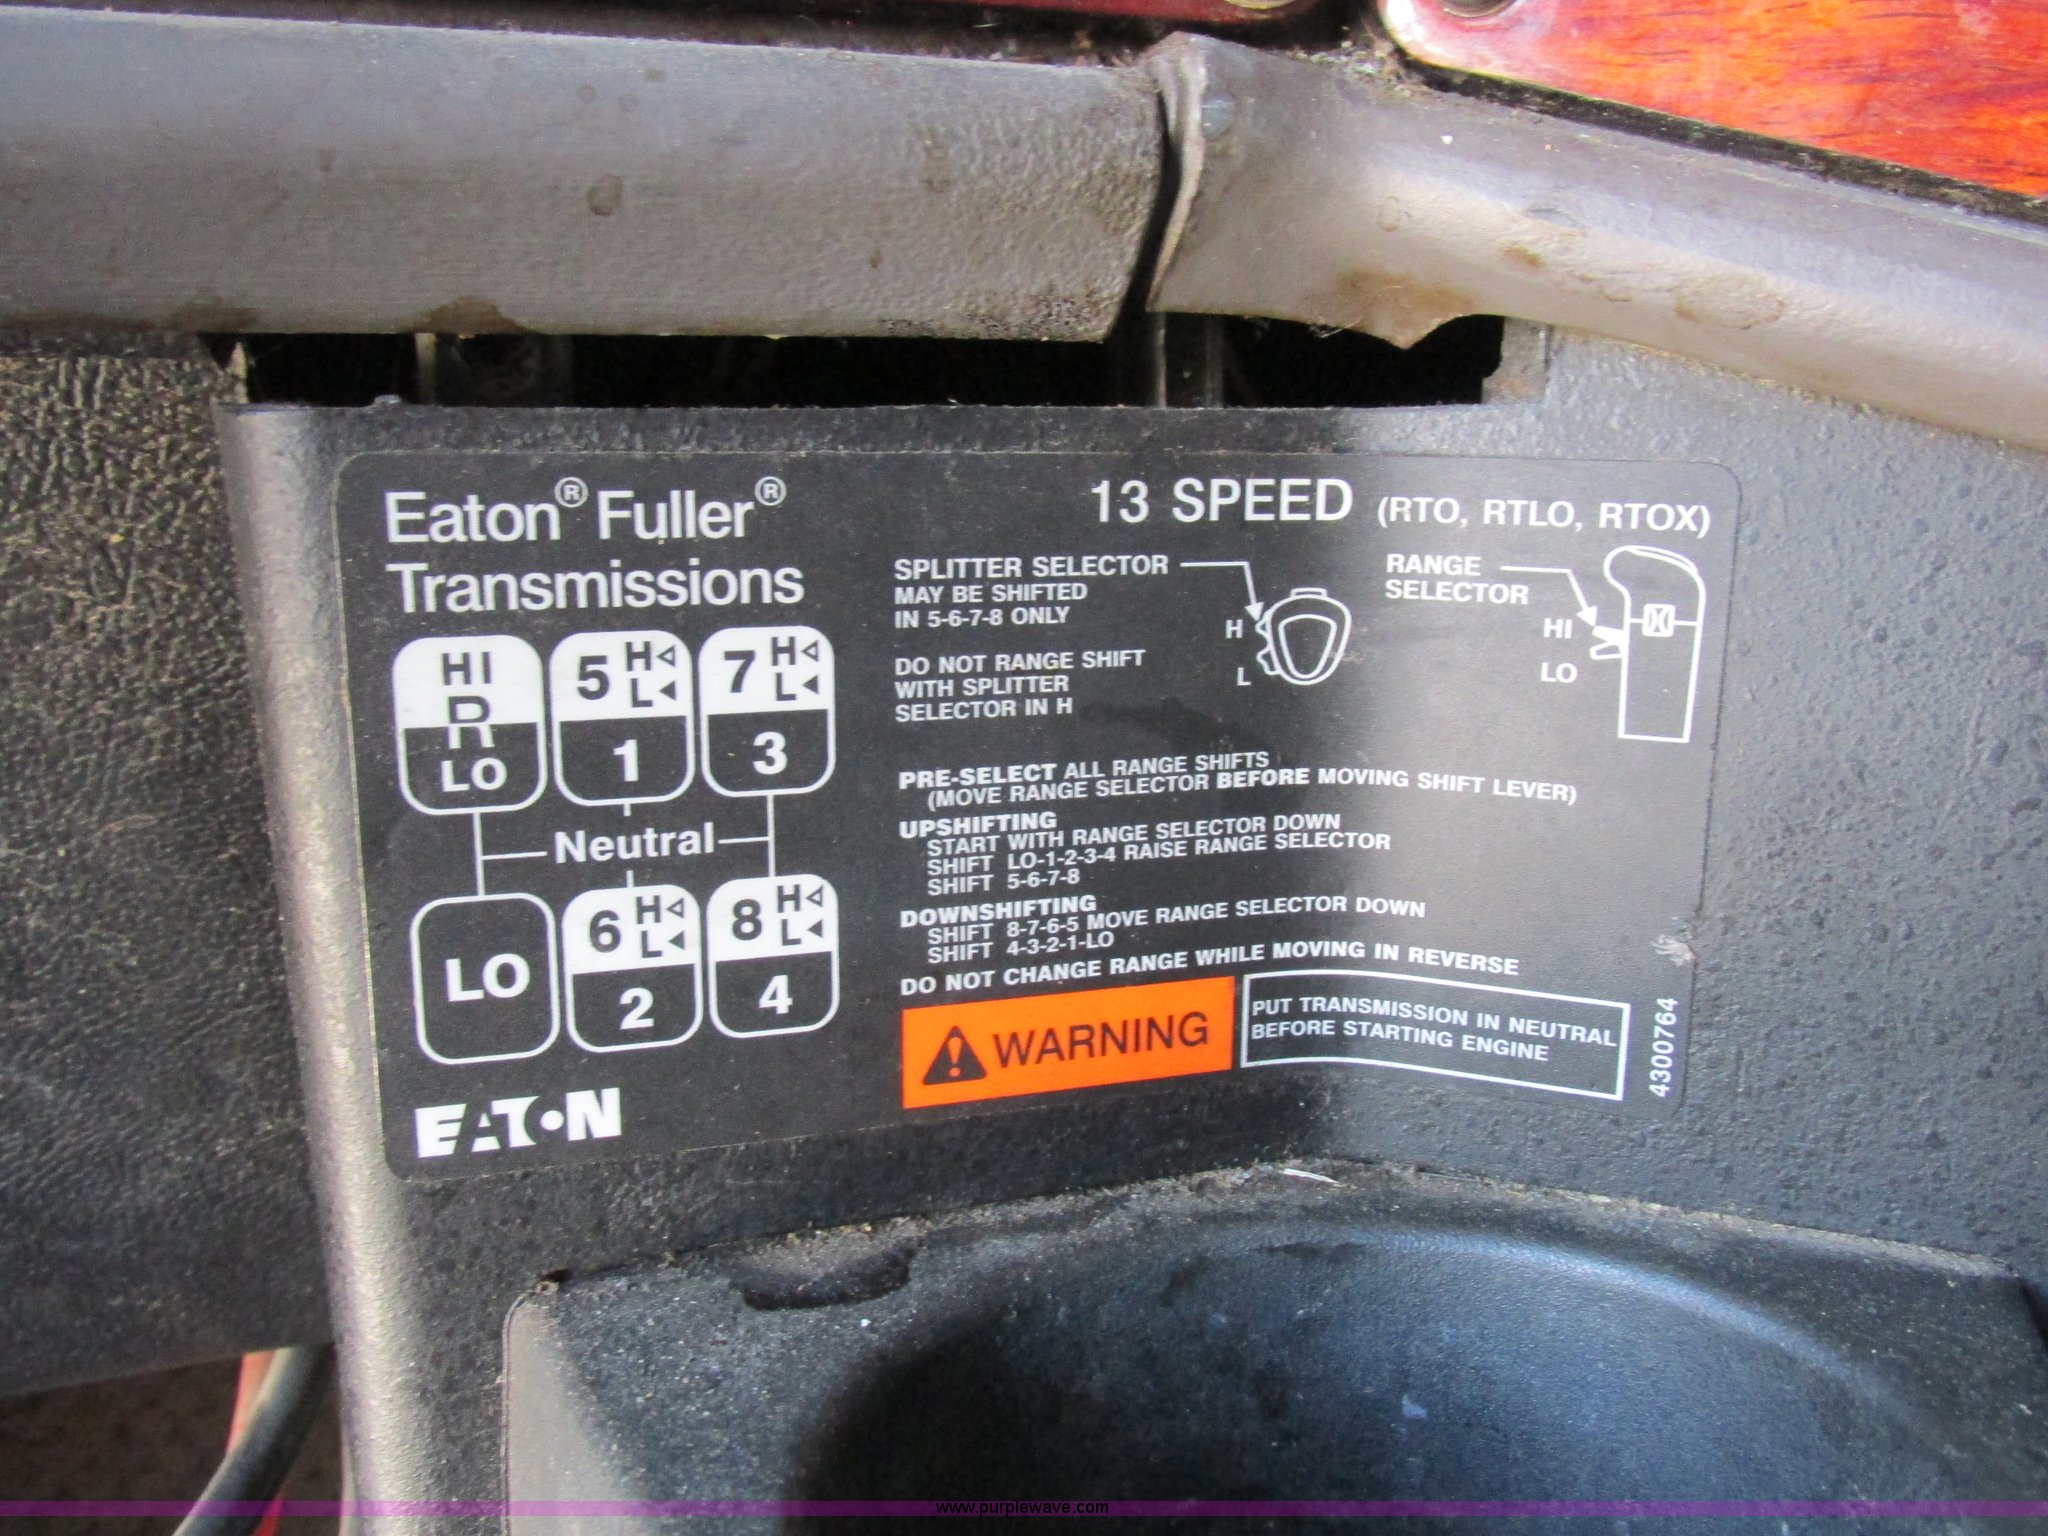 Eaton® Fuller®
Transmissions
13 SPEED (RTO, RTLO, RTOX)
HI
R
LO
5 H L
1
7 H L
3
Neutral
LO
6 H L
2
8 H L
4
EATON
SPLITTER SELECTOR
MAY BE SHIFTED
IN 5-6-7-8 ONLY
H
L
RANGE
SELECTOR
HI
LO
DO NOT RANGE SHIFT
WITH SPLITTER
SELECTOR IN H
PRE-SELECT ALL RANGE SHIFTS
(MOVE RANGE SELECTOR BEFORE MOVING SHIFT LEVER)
UPSHIFTING
START WITH RANGE SELECTOR DOWN
SHIFT LO-1-2-3-4 RAISE RANGE SELECTOR
SHIFT 5-6-7-8
DOWNSHIFTING
SHIFT 8-7-6-5 MOVE RANGE SELECTOR DOWN
SHIFT 4-3-2-1-LO
DO NOT CHANGE RANGE WHILE MOVING IN REVERSE
WARNING
PUT TRANSMISSION IN NEUTRAL
BEFORE STARTING ENGINE
4300764
www.purplewave.com